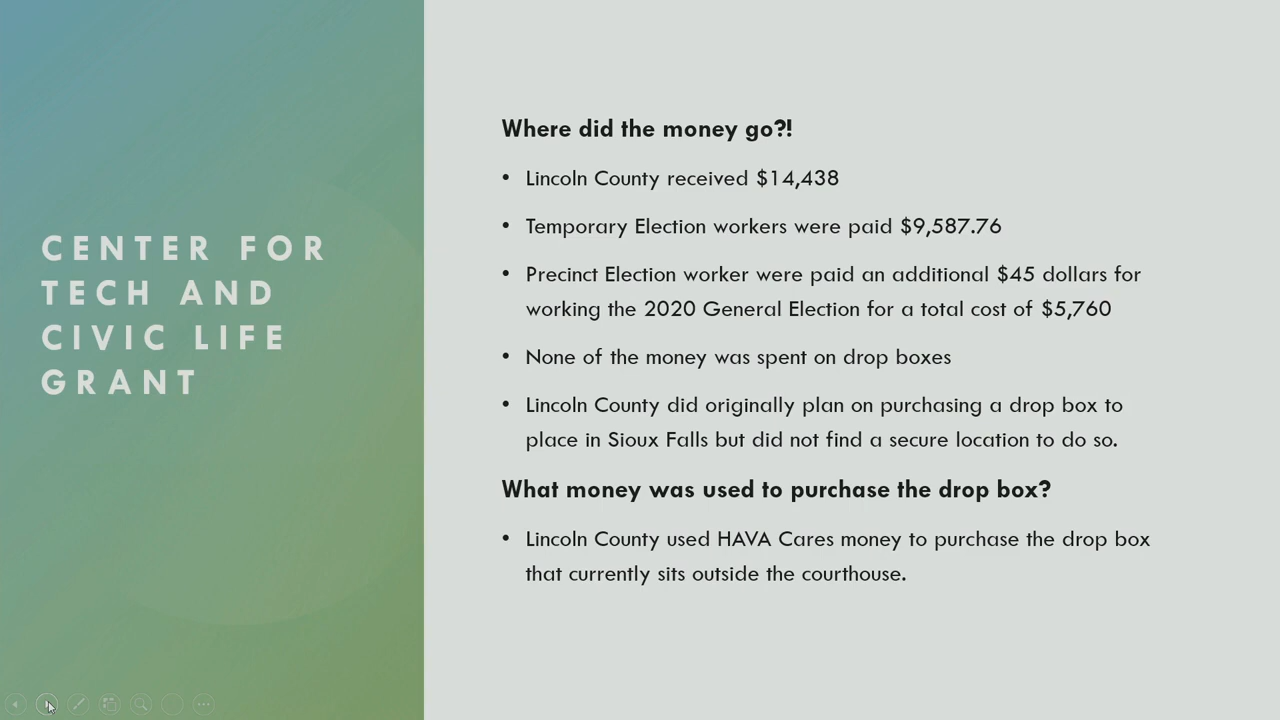 CENTER FOR
TECH AND
CIVIC LIFE
GRANT
Where did the money go?!
• Lincoln County received $14,438
• Temporary Election workers were paid $9,587.76
• Precinct Election worker were paid an additional $45 dollars for
working the 2020 General Election for a total cost of $5,760
• None of the money was spent on drop boxes
• Lincoln County did originally plan on purchasing a drop box to
place in Sioux Falls but did not find a secure location to do so.
What money was used to purchase the drop box?
• Lincoln County used HAVA Cares money to purchase the drop box
that currently sits outside the courthouse.